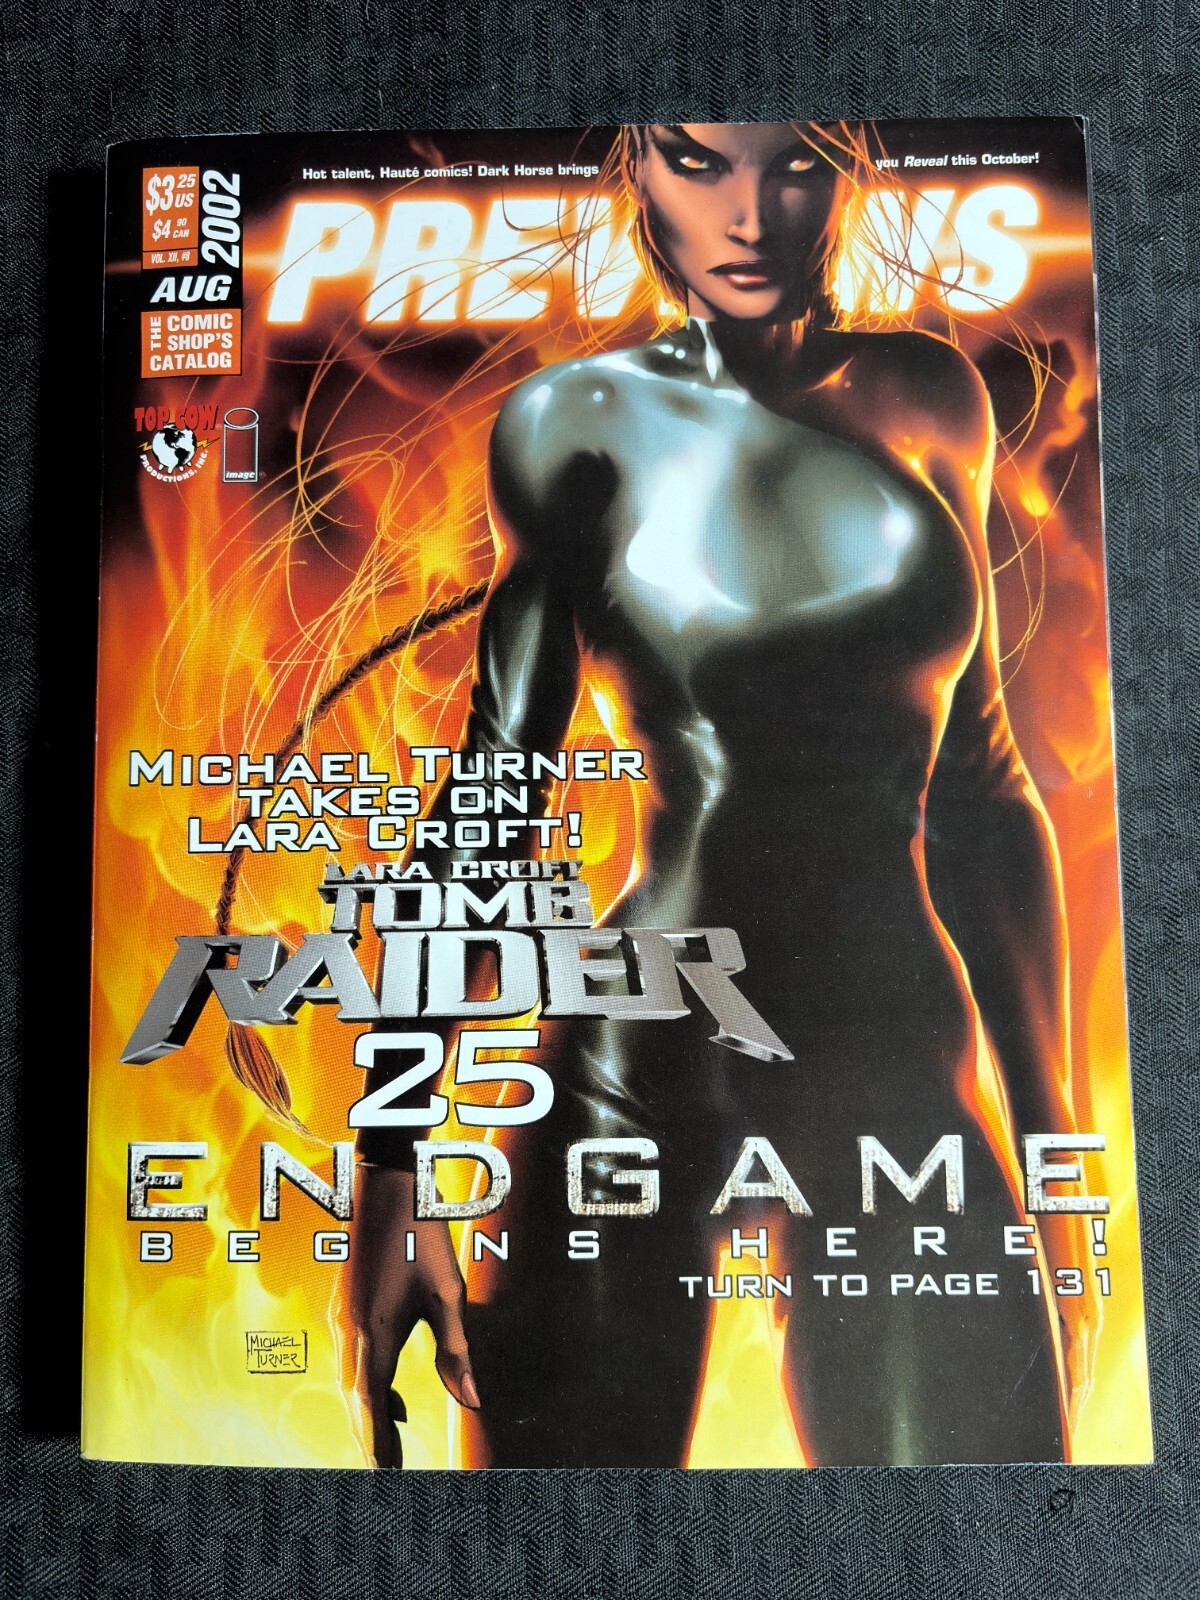 Hot talent, Hauté comics! Dark Horse brings you Reveal this October!
$3 25 US
$4 90 CAN
VOL. XII, #8
2002
AUG
THE COMIC SHOP'S CATALOG
PREVIEWS
TOP COW
PRODUCTIONS, INC.
image
MICHAEL TURNER
TAKES ON
LARA CROFT!
LARA CROFT
TOMB
RAIDER
25
ENDGAME
BEGINS HERE!
TURN TO PAGE 131
MICHAEL
TURNER